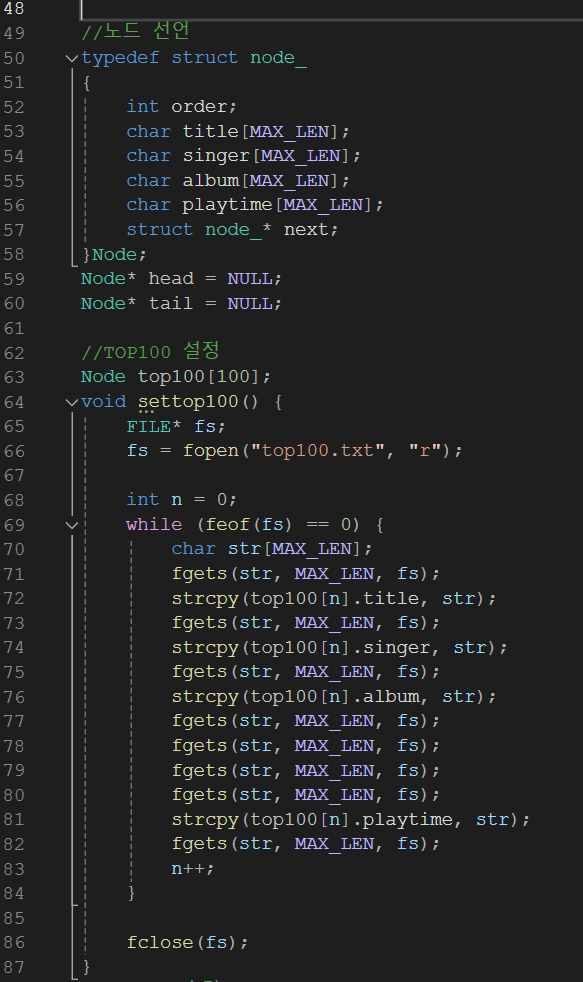 48
49 //노드 선언
50 typedef struct node_
51 {
52 int order;
53 char title[MAX_LEN];
54 char singer[MAX_LEN];
55 char album[MAX_LEN];
56 char playtime[MAX_LEN];
57 struct node_* next;
58 }Node;
59 Node* head = NULL;
60 Node* tail = NULL;
61
62 //TOP100 설정
63 Node top100[100];
64 void settop100() {
65 FILE* fs;
66 fs = fopen("top100.txt", "r");
67
68 int n = 0;
69 while (feof(fs) == 0) {
70 char str[MAX_LEN];
71 fgets(str, MAX_LEN, fs);
72 strcpy(top100[n].title, str);
73 fgets(str, MAX_LEN, fs);
74 strcpy(top100[n].singer, str);
75 fgets(str, MAX_LEN, fs);
76 strcpy(top100[n].album, str);
77 fgets(str, MAX_LEN, fs);
78 fgets(str, MAX_LEN, fs);
79 fgets(str, MAX_LEN, fs);
80 fgets(str, MAX_LEN, fs);
81 strcpy(top100[n].playtime, str);
82 fgets(str, MAX_LEN, fs);
83 n++;
84 }
85
86 fclose(fs);
87 }